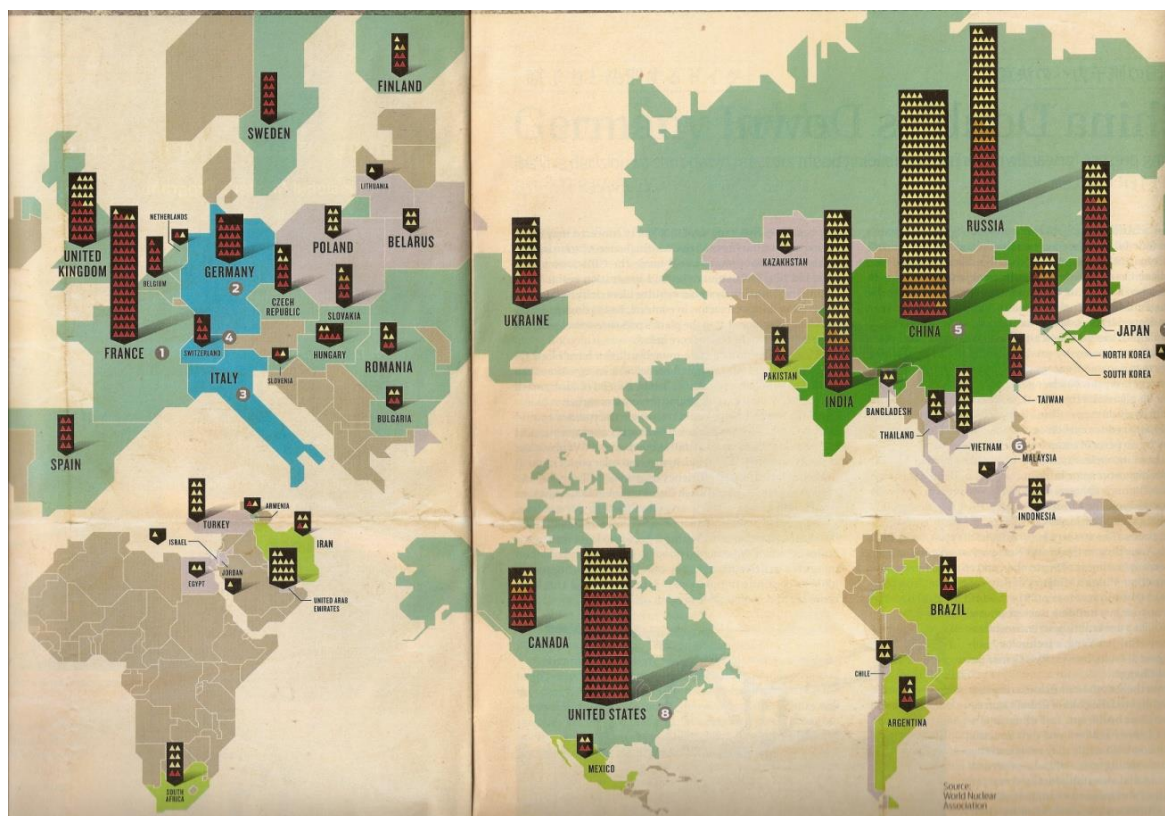 FINLAND
SWEDEN
LITHUANIA
NETHERLANDS
UNITED
KINGDOM
BELGIUM
GERMANY
2
POLAND
BELARUS
CZECH
REPUBLIC
SLOVAKIA
FRANCE
1
SWITZERLAND
4
HUNGARY
ROMANIA
ITALY
3
SLOVENIA
BULGARIA
SPAIN
UKRAINE
RUSSIA
KAZAKHSTAN
CHINA
5
JAPAN
NORTH KOREA
SOUTH KOREA
PAKISTAN
INDIA
BANGLADESH
TAIWAN
THAILAND
VIETNAM
6
MALAYSIA
INDONESIA
TURKEY
ARMENIA
ISRAEL
IRAN
EGYPT
JORDAN
UNITED ARAB
EMIRATES
SOUTH
AFRICA
CANADA
UNITED STATES
8
MEXICO
BRAZIL
CHILE
ARGENTINA
Source:
World Nuclear
Association